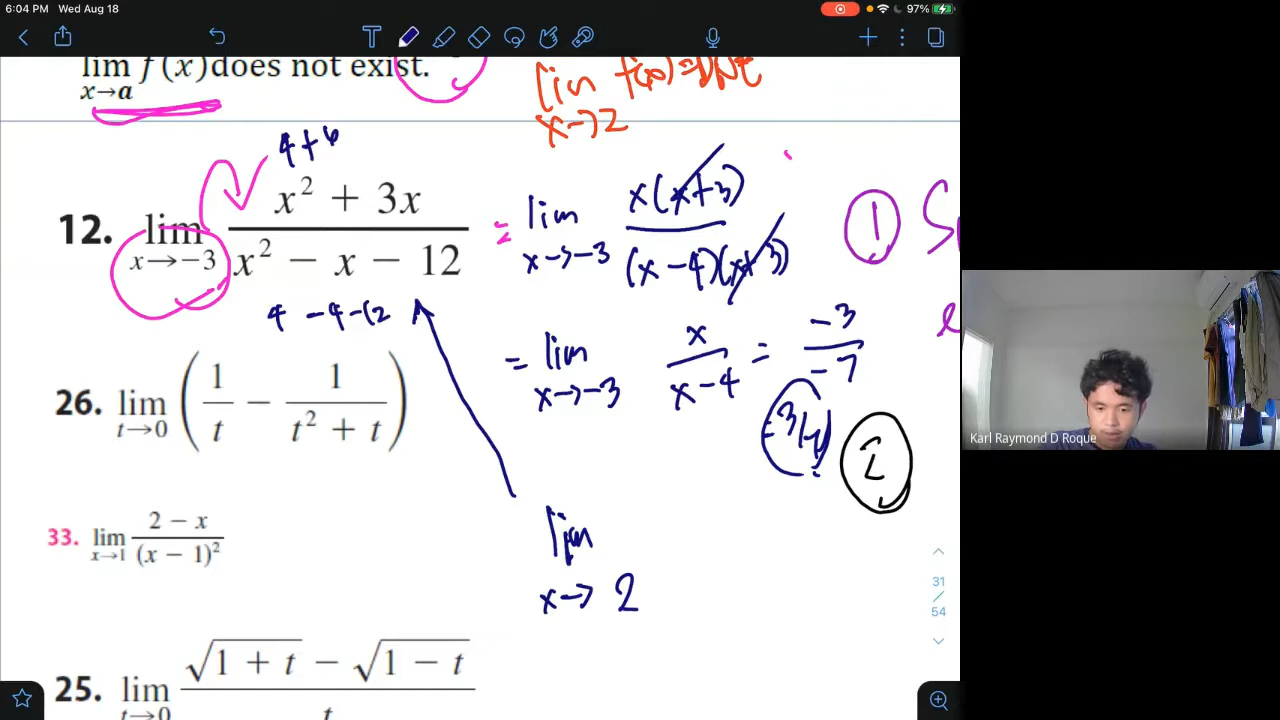 6:04 PM Wed Aug 18
97%
lim f(x) does not exist.
x→a
lim f(x) = DNE
x→2
4+6
12. lim x² + 3x / x² − x − 12
x→−3
4 −4−12
= lim x(x+3) / (x−4)(x+3)
x→−3
= lim x / x−4 = −3 / −7
x→−3
1
2
26. lim (1/t − 1/t² + t)
t→0
33. lim 2 − x / (x − 1)²
x→1
lim
x→ 2
25. lim √1 + t − √1 − t / t
t→0
31
/
54
Karl Raymond D Roque